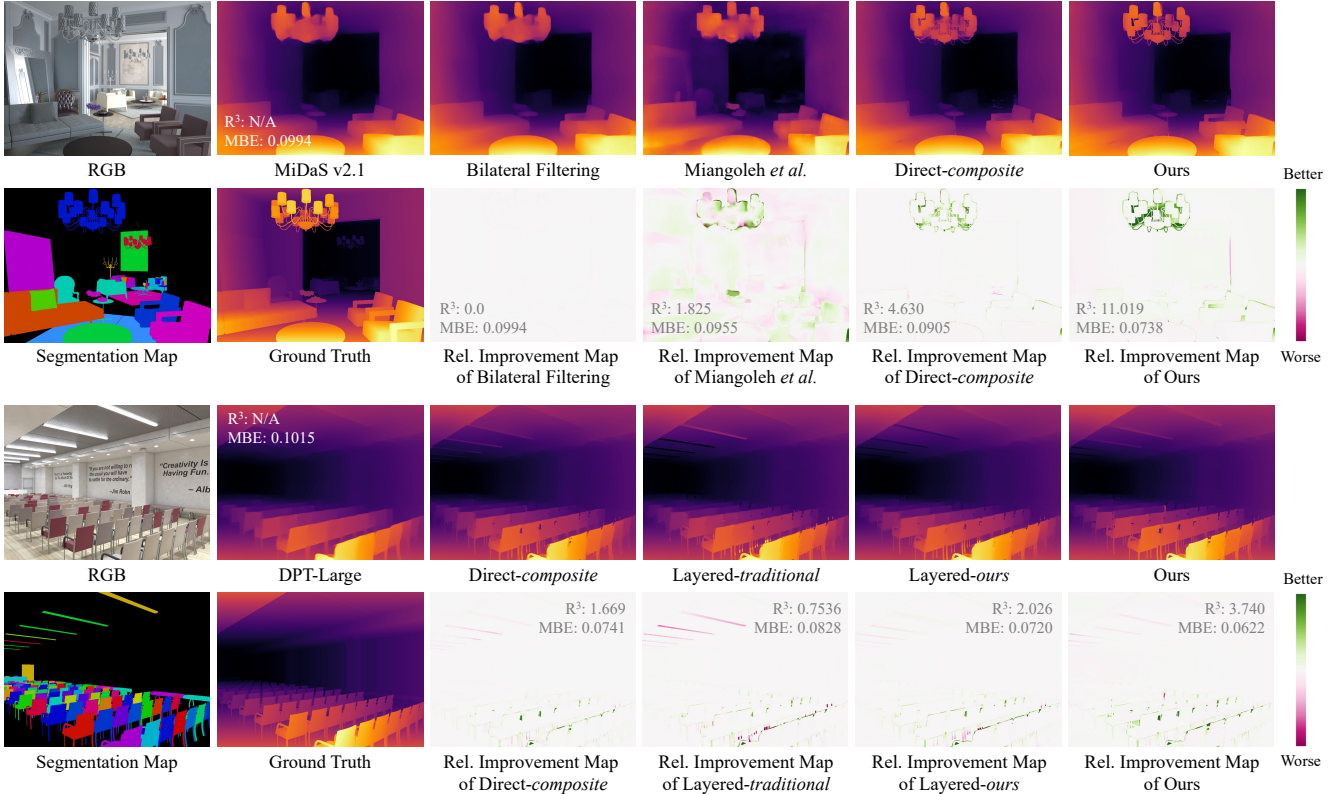 R³: N/A
MBE: 0.0994
RGB
MiDaS v2.1
Bilateral Filtering
Miangoleh et al.
Direct-composite
Ours
Better
Worse
R³: 0.0
MBE: 0.0994
R³: 1.825
MBE: 0.0955
R³: 4.630
MBE: 0.0905
R³: 11.019
MBE: 0.0738
Segmentation Map
Ground Truth
Rel. Improvement Map
of Bilateral Filtering
Rel. Improvement Map
of Miangoleh et al.
Rel. Improvement Map
of Direct-composite
Rel. Improvement Map
of Ours
"If you are not willing to
"Creativity Is
Having Fun.
R³: N/A
MBE: 0.1015
RGB
DPT-Large
Direct-composite
Layered-traditional
Layered-ours
Ours
Better
Worse
R³: 1.669
MBE: 0.0741
R³: 0.7536
MBE: 0.0828
R³: 2.026
MBE: 0.0720
R³: 3.740
MBE: 0.0622
Segmentation Map
Ground Truth
Rel. Improvement Map
of Direct-composite
Rel. Improvement Map
of Layered-traditional
Rel. Improvement Map
of Layered-ours
Rel. Improvement Map
of Ours